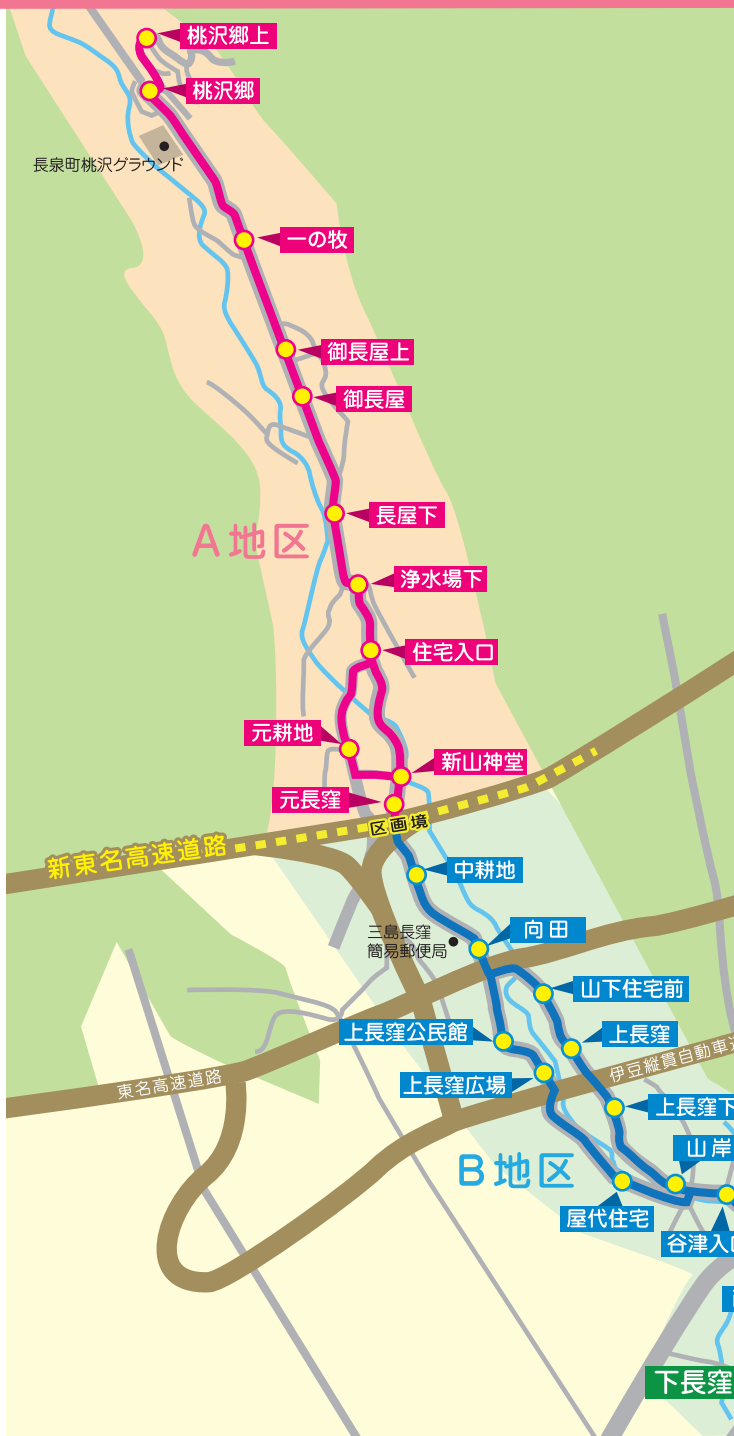 桃沢郷上
桃沢郷
長泉町桃沢グラウンド
一の牧
御長屋上
御長屋
長屋下
A地区
浄水場下
住宅入口
元耕地
新山神堂
元長窪
区画境
新東名高速道路
中耕地
向田
三島長窪
簡易郵便局
山下住宅前
上長窪公民館
上長窪
伊豆縦貫自動車道
上長窪広場
東名高速道路
上長窪下
山岸
B地区
屋代住宅
谷津入口
下長窪